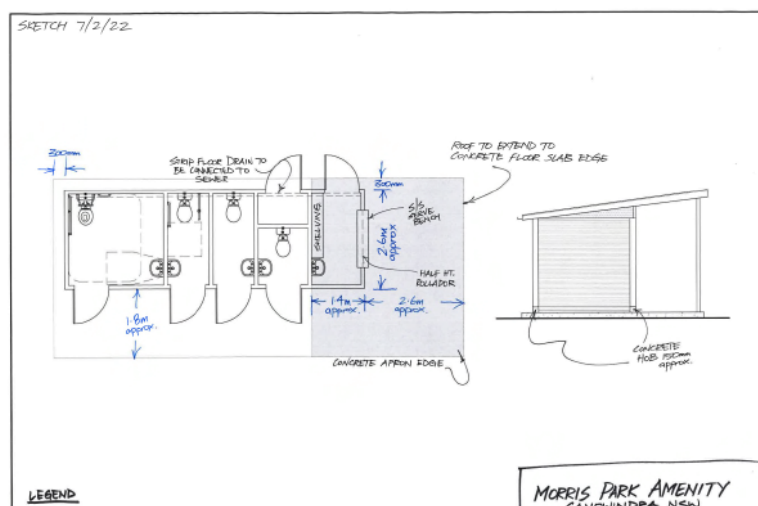 SKETCH 7/2/22
300mm
STRIP FLOOR DRAIN TO
BE CONNECTED TO
SEWER
ROOF TO EXTEND TO
CONCRETE FLOOR SLAB EDGE
300mm
S/S
SERVE
BENCH
SHELVING
2.6m
approx
HALF HT.
ROLLADOR
1.8m
approx.
1.4m
approx.
2.6m
approx.
CONCRETE APRON EDGE
CONCRETE
HOB 150mm
approx.
LEGEND
MORRIS PARK AMENITY
CANOWINDRA NSW